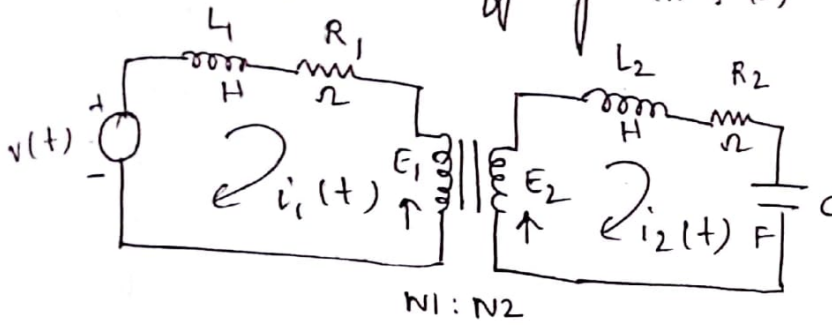 L1
R1
H
Ω
v(t)
+
-
i1(t)
E1
E2
L2
R2
H
Ω
i2(t)
F
C
N1 : N2